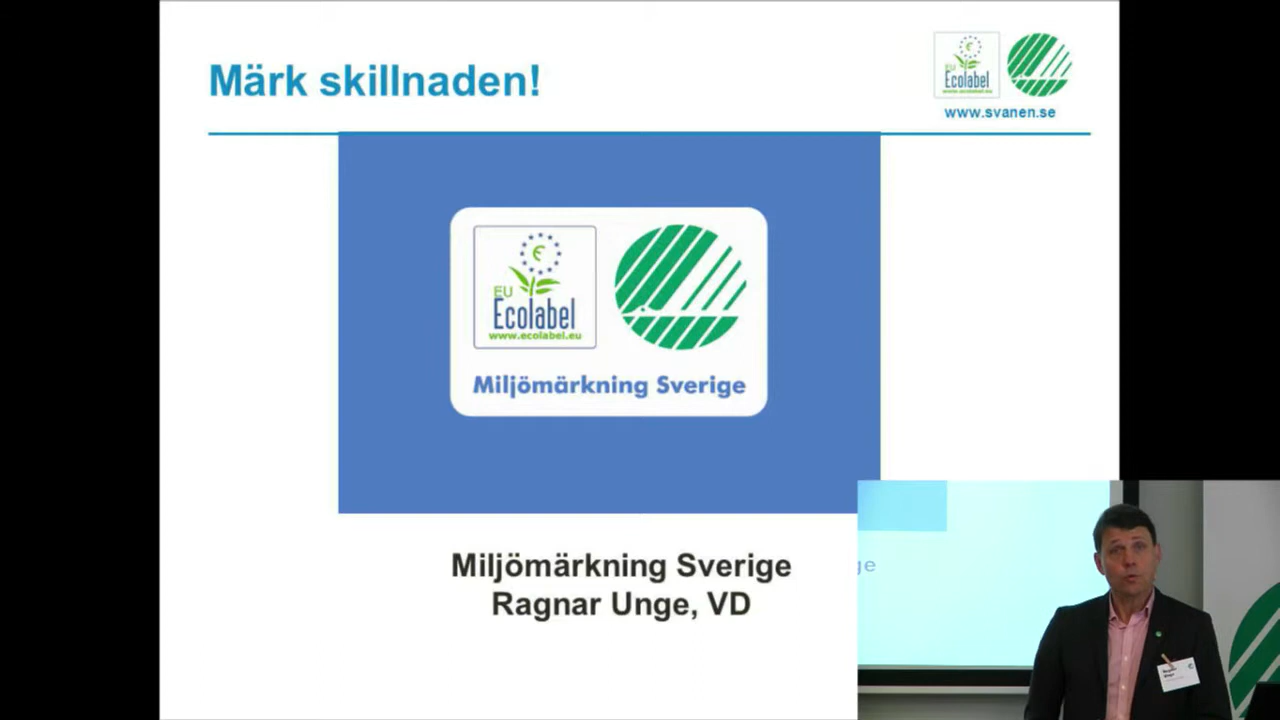 Märk skillnaden!
EU
Ecolabel
www.ecolabel.eu
www.svanen.se
EU
Ecolabel
www.ecolabel.eu
Miljömärkning Sverige
Miljömärkning Sverige
Ragnar Unge, VD
ge